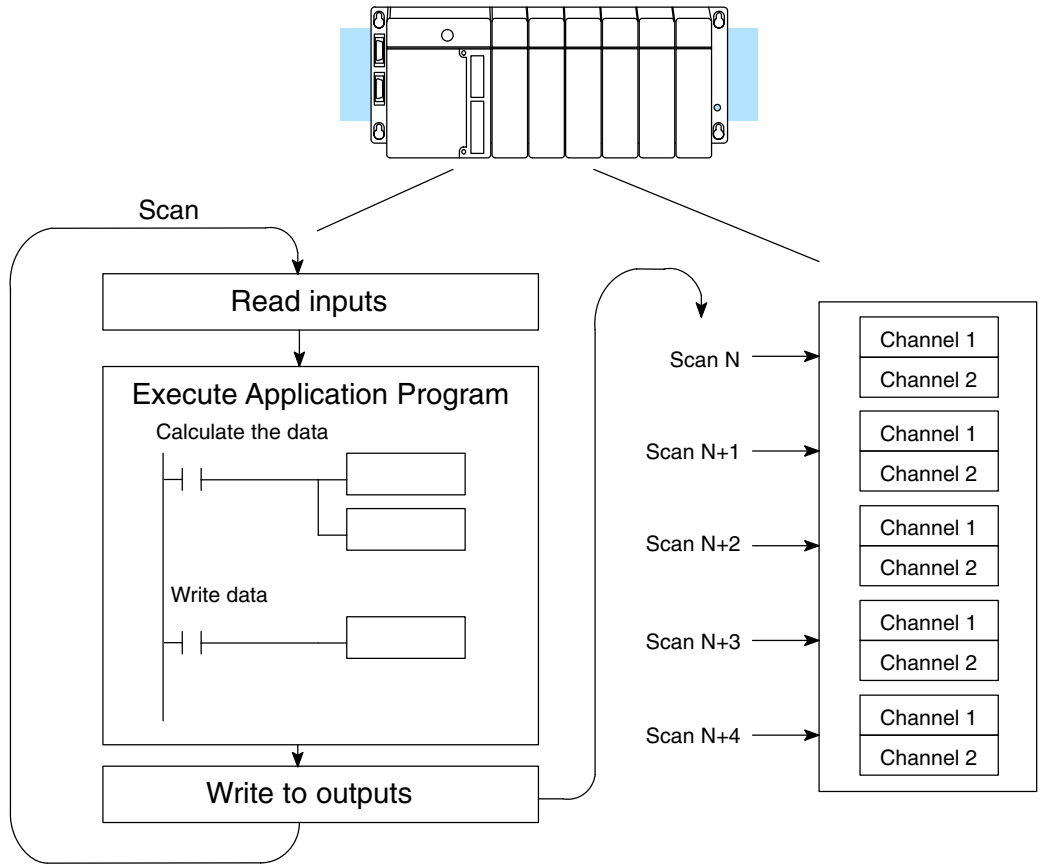 Scan
Read inputs
Execute Application Program
Calculate the data
Write data
Write to outputs
Scan N
Channel 1
Channel 2
Scan N+1
Channel 1
Channel 2
Scan N+2
Channel 1
Channel 2
Scan N+3
Channel 1
Channel 2
Scan N+4
Channel 1
Channel 2